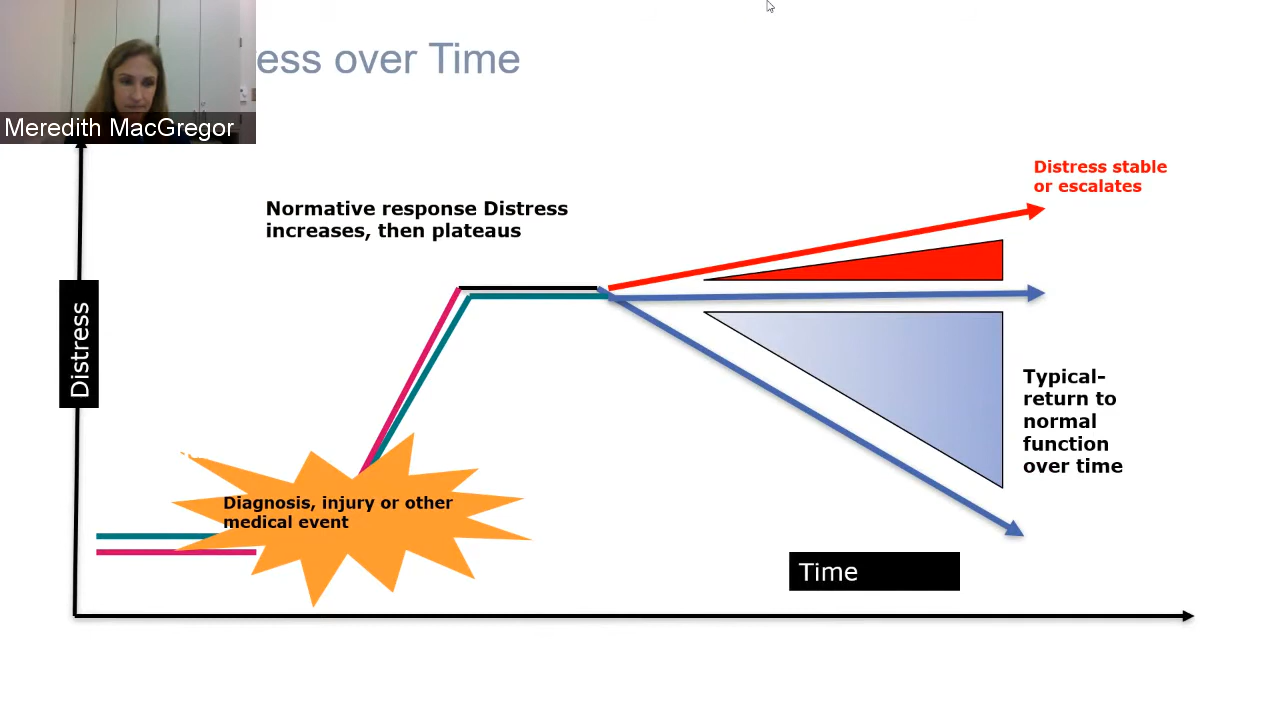 ess over Time
Meredith MacGregor
Distress stable
or escalates
Normative response Distress
increases, then plateaus
Distress
Typical-
return to
normal
function
over time
Diagnosis, injury or other
medical event
Time